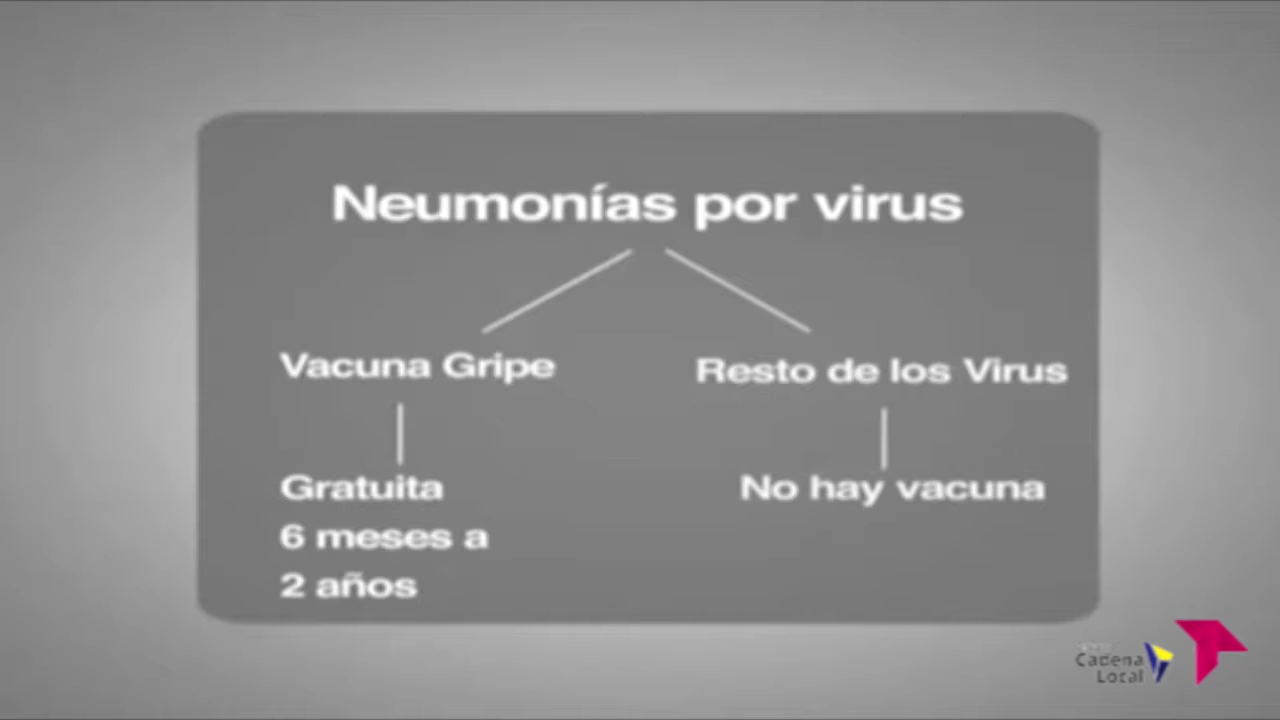 Neumonías por virus
Vacuna Gripe
Resto de los Virus
Gratuita
6 meses a
2 años
No hay vacuna
Cadena
Local